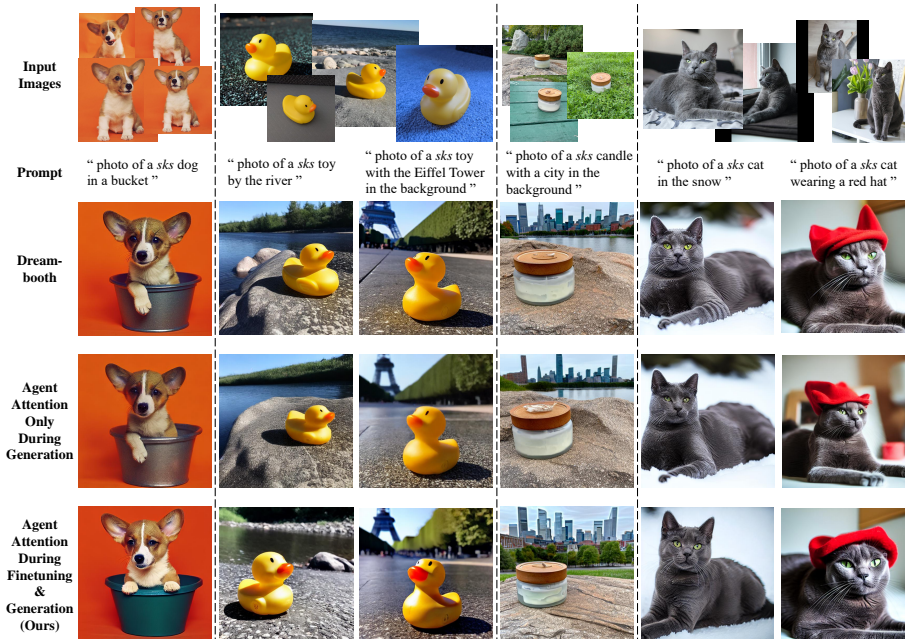 Input
Images
Prompt
“ photo of a sks dog
in a bucket ”
“ photo of a sks toy
by the river ”
“ photo of a sks toy
with the Eiffel Tower
in the background ”
“ photo of a sks candle
with a city in the
background ”
“ photo of a sks cat
in the snow ”
“ photo of a sks cat
wearing a red hat ”
Dream-
booth
Agent
Attention
Only
During
Generation
Agent
Attention
During
Finetuning
&
Generation
(Ours)